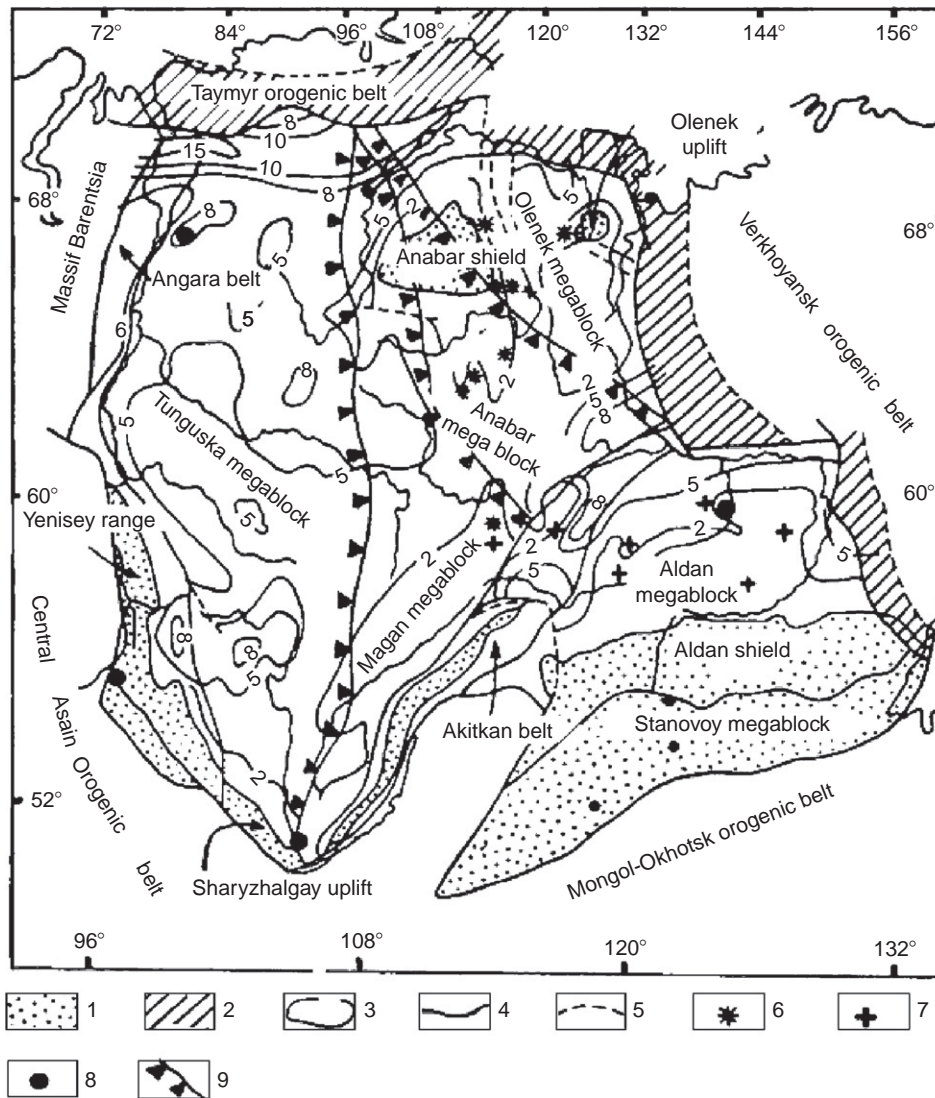 72° 84° 96° 108° 120° 132° 144° 156°
Taymyr orogenic belt
8
10
15
10
8
Olenek
uplift
68°
68°
Massif Barentsia
8
5
2
5
5
Anabar shield
Olenek megablock
Verkhoyansk orogenic belt
Angara belt
5
6
8
2
2
5
8
5
Tunguska megablock
Anabar
mega block
5
5
60°
60°
Yenisey range
5
8
2
2
5
2
5
Aldan
megablock
Magan megablock
Central
Asain Orogenic
belt
8
8
5
Aldan shield
Akitkan belt
Stanovoy megablock
2
52°
Sharyzhalgay uplift
Mongol-Okhotsk orogenic belt
96° 108° 120° 132°
1 2 3 4 5 6 7
8 9